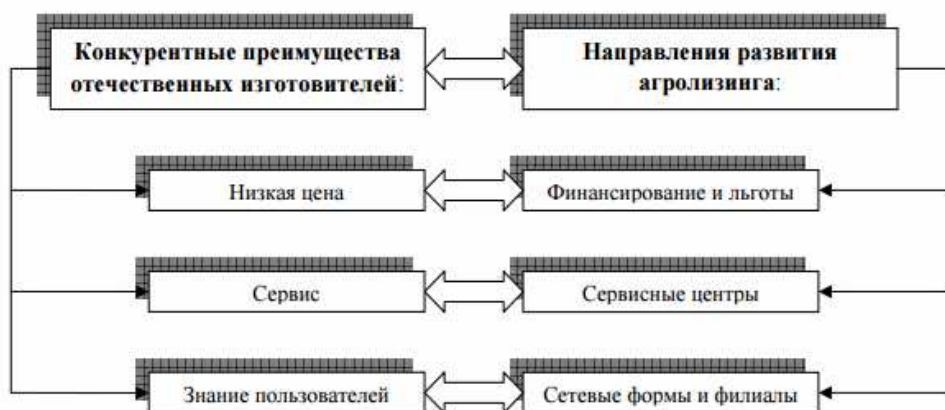 Конкурентные преимущества
отечественных изготовителей:
Направления развития
агролизинга:
Низкая цена
Финансирование и льготы
Сервис
Сервисные центры
Знание пользователей
Сетевые формы и филиалы